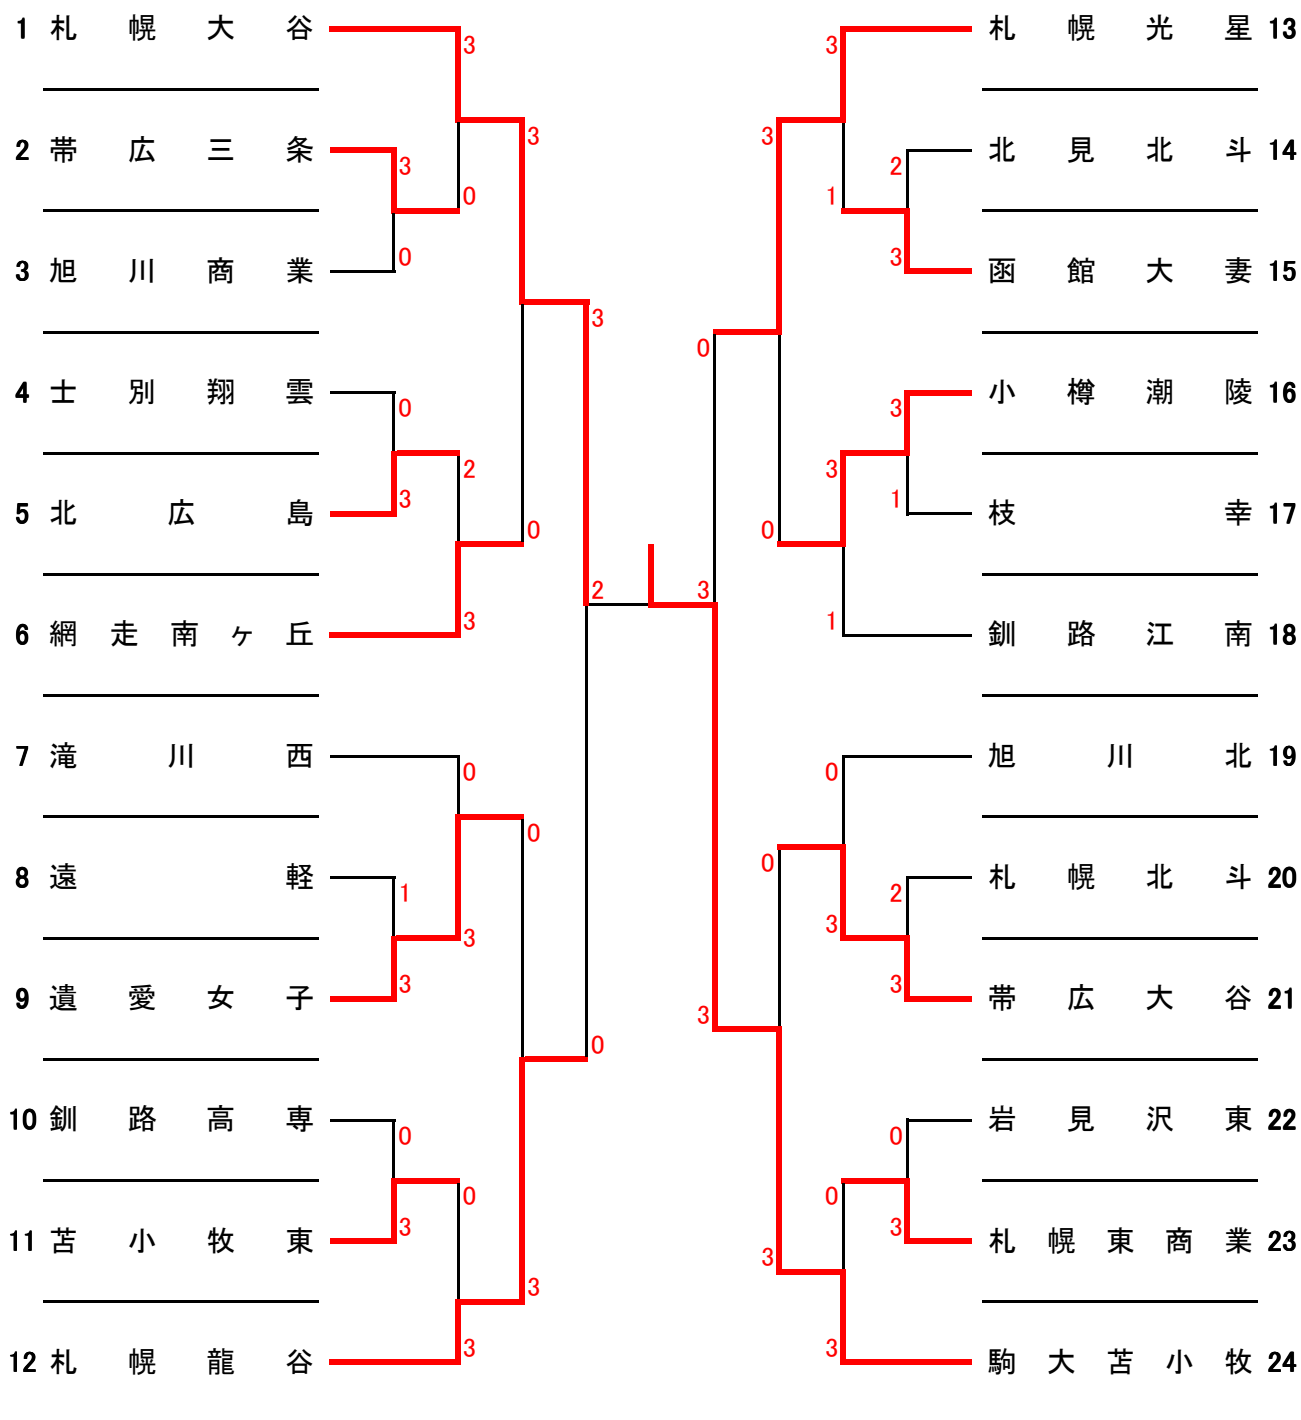 1 札幌大谷
2 帯広三条
3 旭川商業
4 士別翔雲
5 北広島
6 網走南ヶ丘
7 滝川西
8 遠軽
9 遺愛女子
10 釧路高専
11 苫小牧東
12 札幌龍谷
3
3
0
0
3
0
2
3
0
3
3
0
1
3
3
0
0
3
0
3
3
0
2
3
0
3
3
2
1
3
3
0
3
1
0
1
3
0
0
2
3
3
3
0
0
3
3
3
札幌光星 13
北見北斗 14
函館大妻 15
小樽潮陵 16
枝幸 17
釧路江南 18
旭川北 19
札幌北斗 20
帯広大谷 21
岩見沢東 22
札幌東商業 23
駒大苫小牧 24